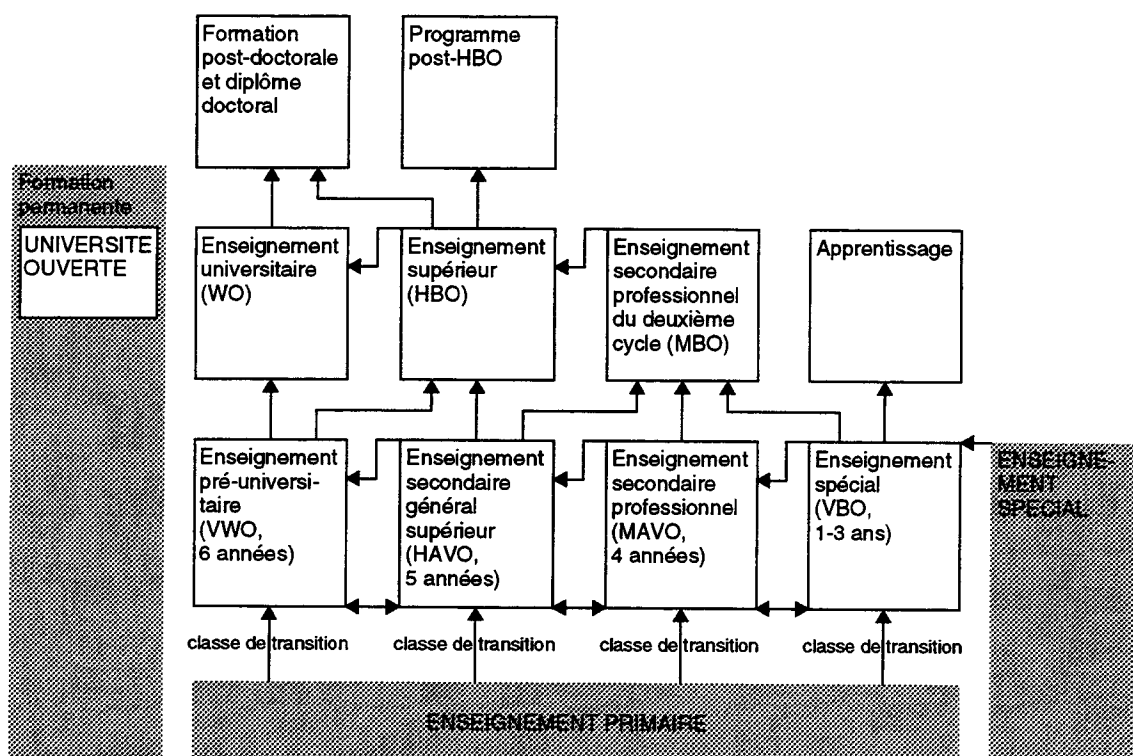 Formation
post-doctorale
et diplôme
doctoral
Programme
post-HBO
Formation
permanente
UNIVERSITE
OUVERTE
Enseignement
universitaire
(WO)
Enseignement
supérieur
(HBO)
Enseignement
secondaire
professionnel
du deuxième
cycle (MBO)
Apprentissage
Enseignement
pré-universi-
taire
(VWO,
6 années)
Enseignement
secondaire
général
supérieur
(HAVO,
5 années)
Enseignement
secondaire
professionnel
(MAVO,
4 années)
Enseignement
spécial
(VBO,
1-3 ans)
ENSEIGNE-
MENT
SPECIAL
classe de transition
classe de transition
classe de transition
classe de transition
ENSEIGNEMENT PRIMAIRE